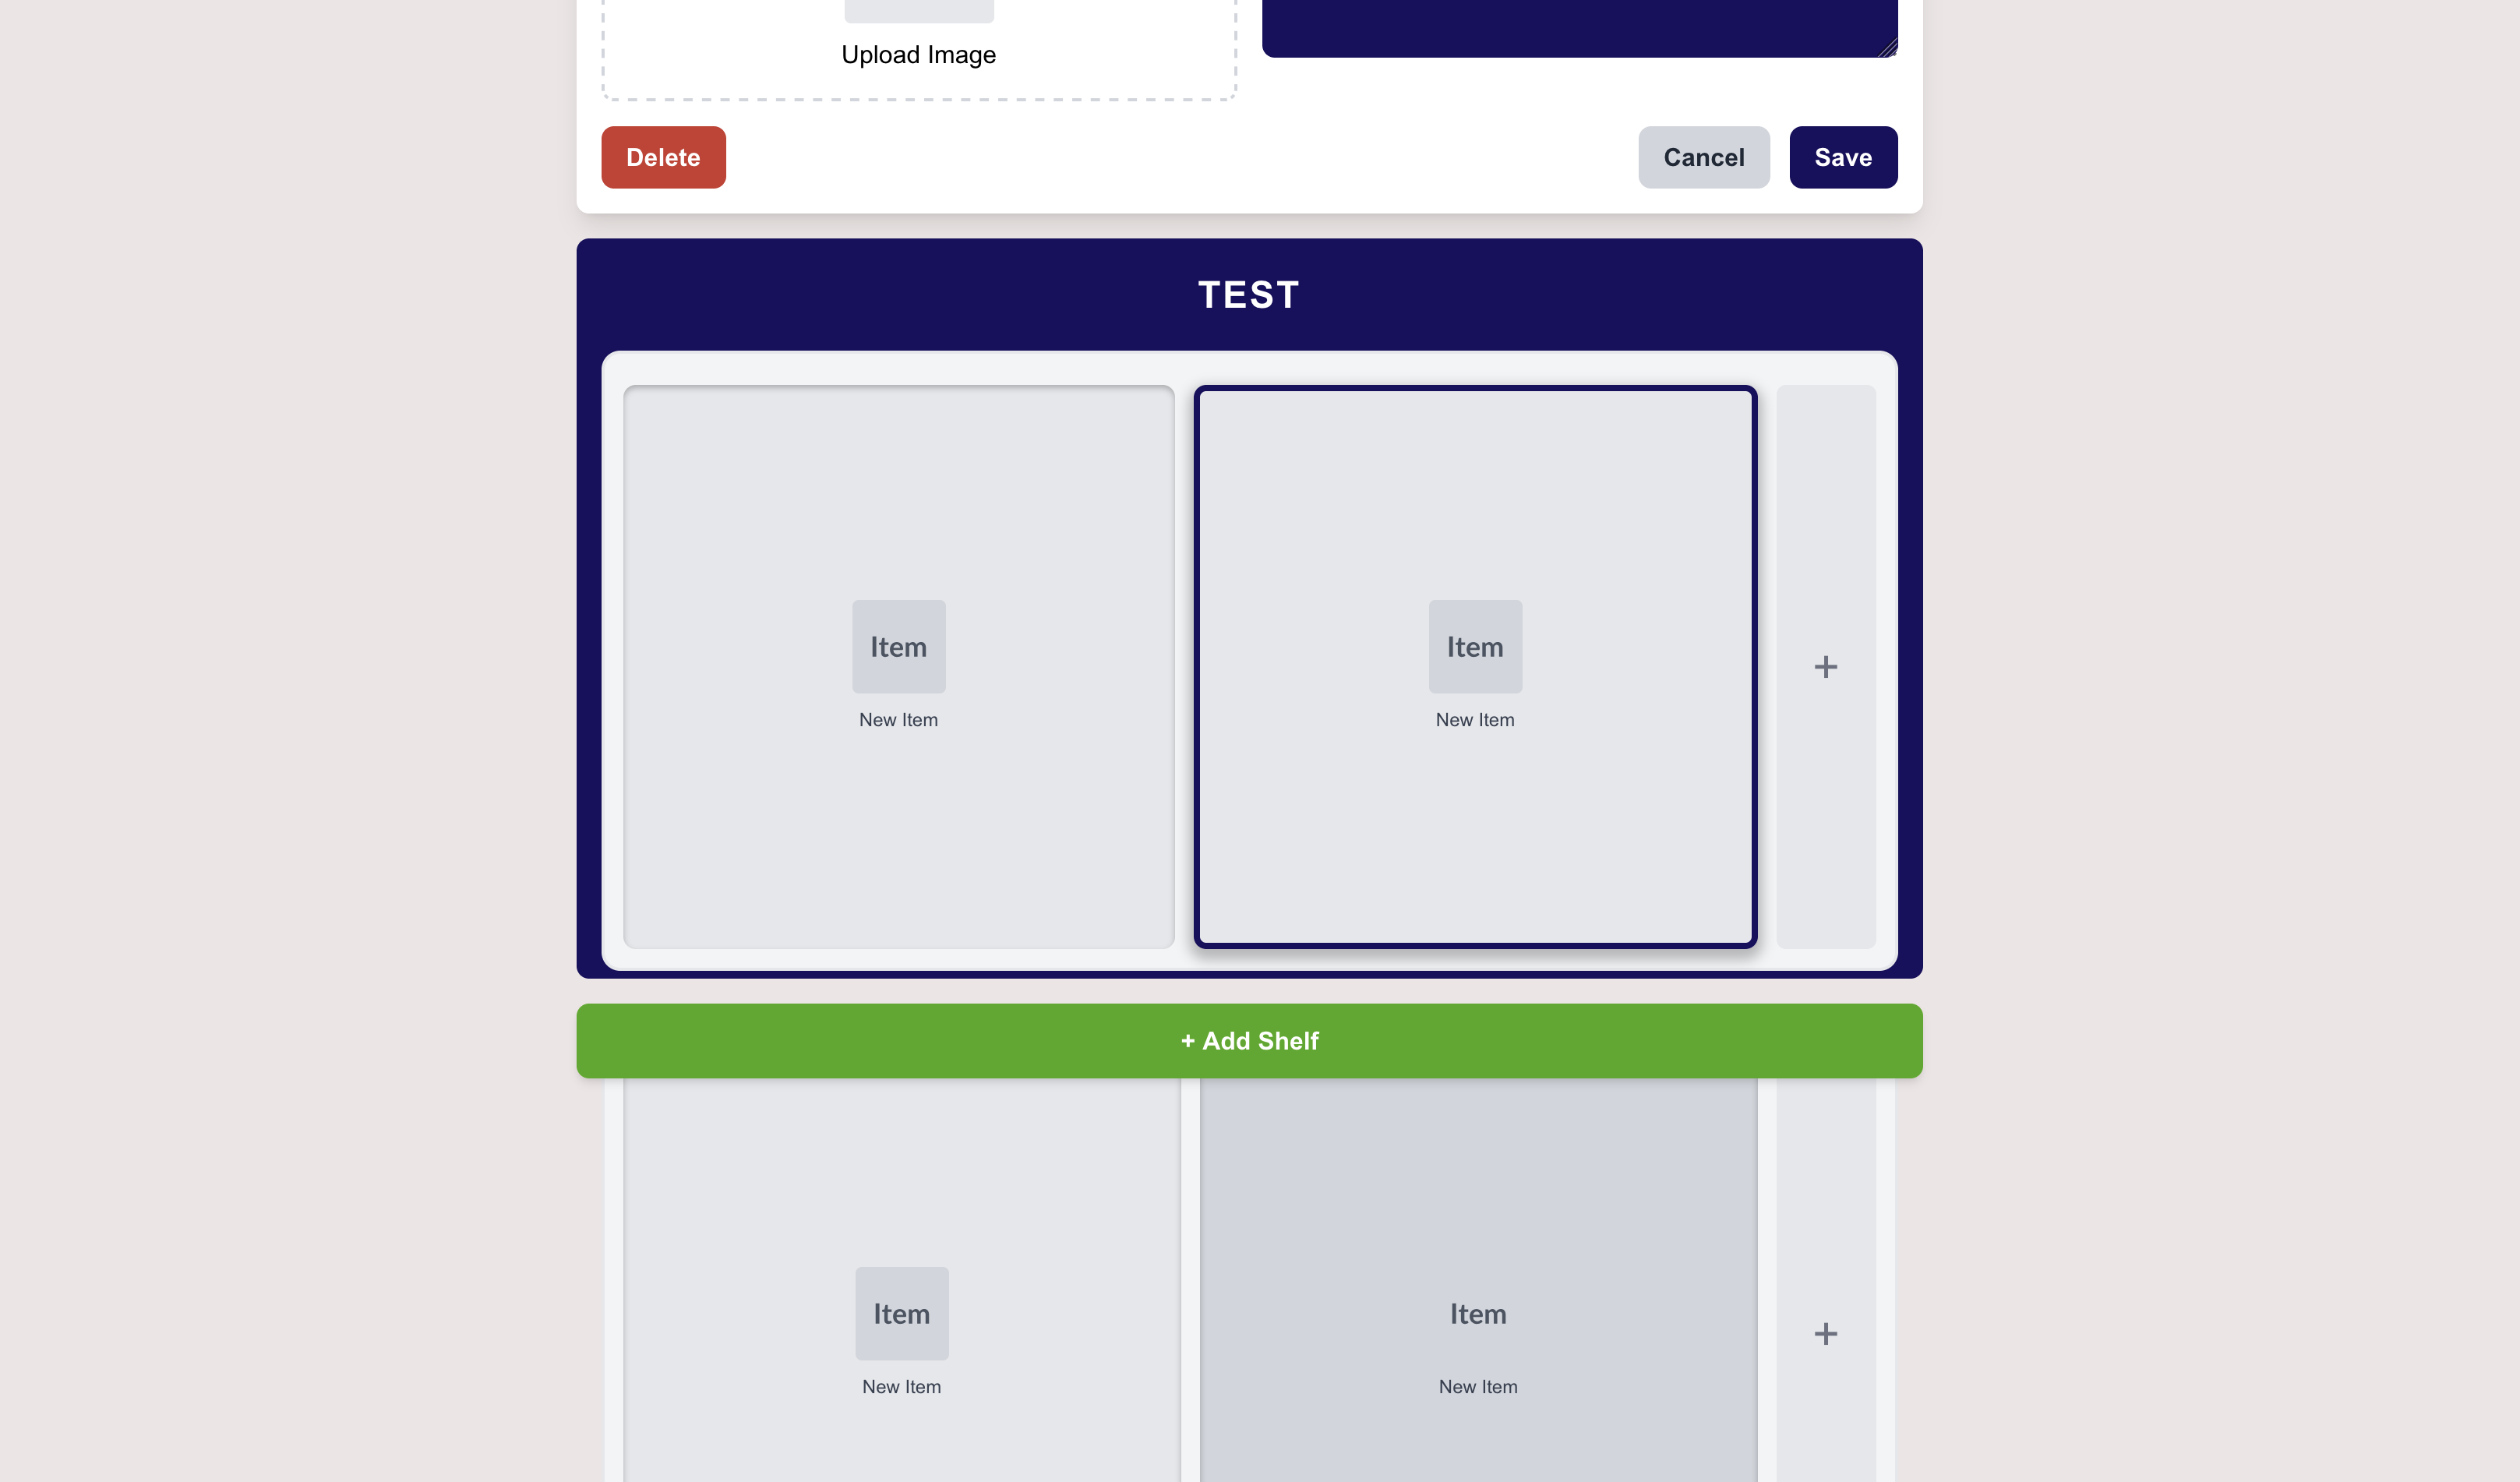 Upload Image
Delete
Cancel
Save
TEST
Item
New Item
Item
New Item
+
+ Add Shelf
Item
New Item
Item
New Item
+